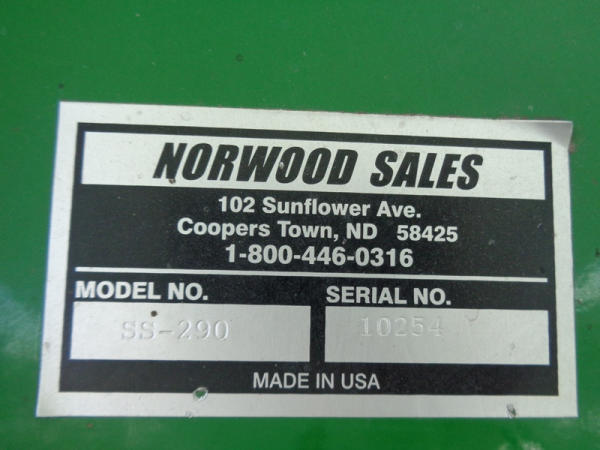 NORWOOD SALES
102 Sunflower Ave.
Coopers Town, ND 58425
1-800-446-0316
MODEL NO. SERIAL NO.
SS-290 10254
MADE IN USA